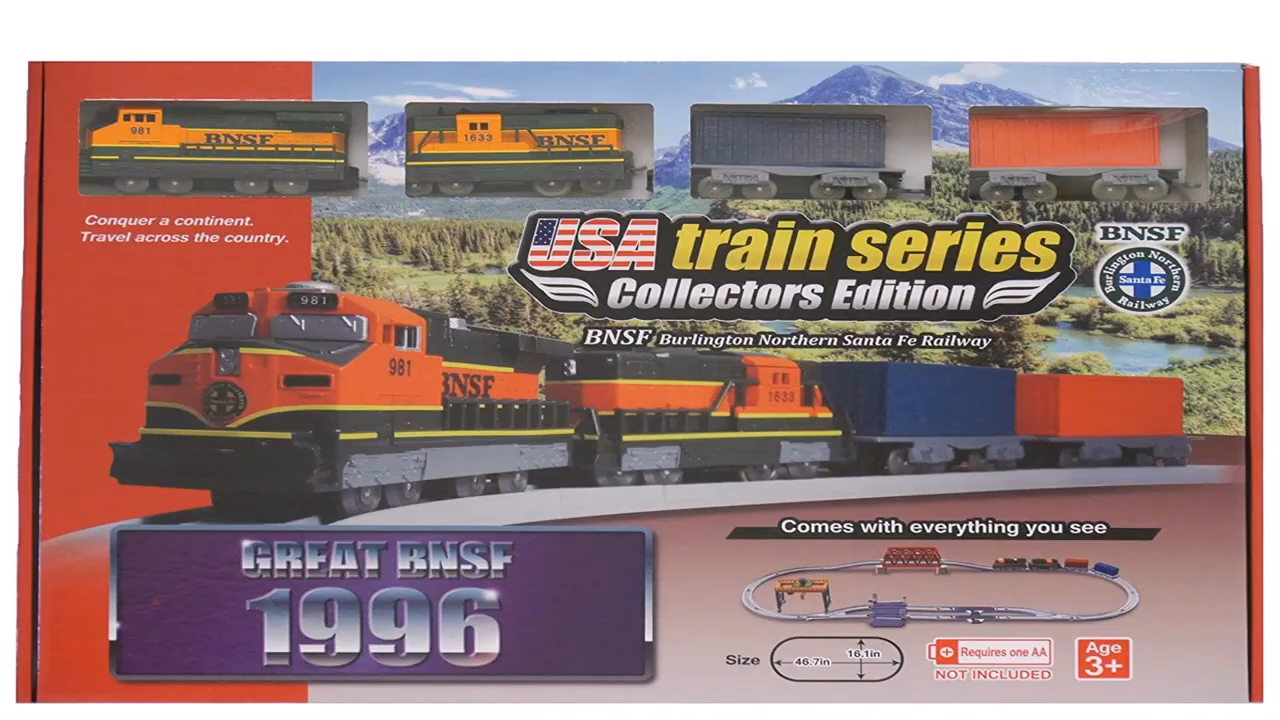 981
BNSF
1633
BNSF
Conquer a continent.
Travel across the country.
USA train series
Collectors Edition
BNSF
Burlington Northern
Santa Fe
Railway
BNSF Burlington Northern Santa Fe Railway
981
981
981
BNSF
1633
GREAT BNSF
1996
Comes with everything you see
Size
46.7in
16.1in
Requires one AA
NOT INCLUDED
Age
3+